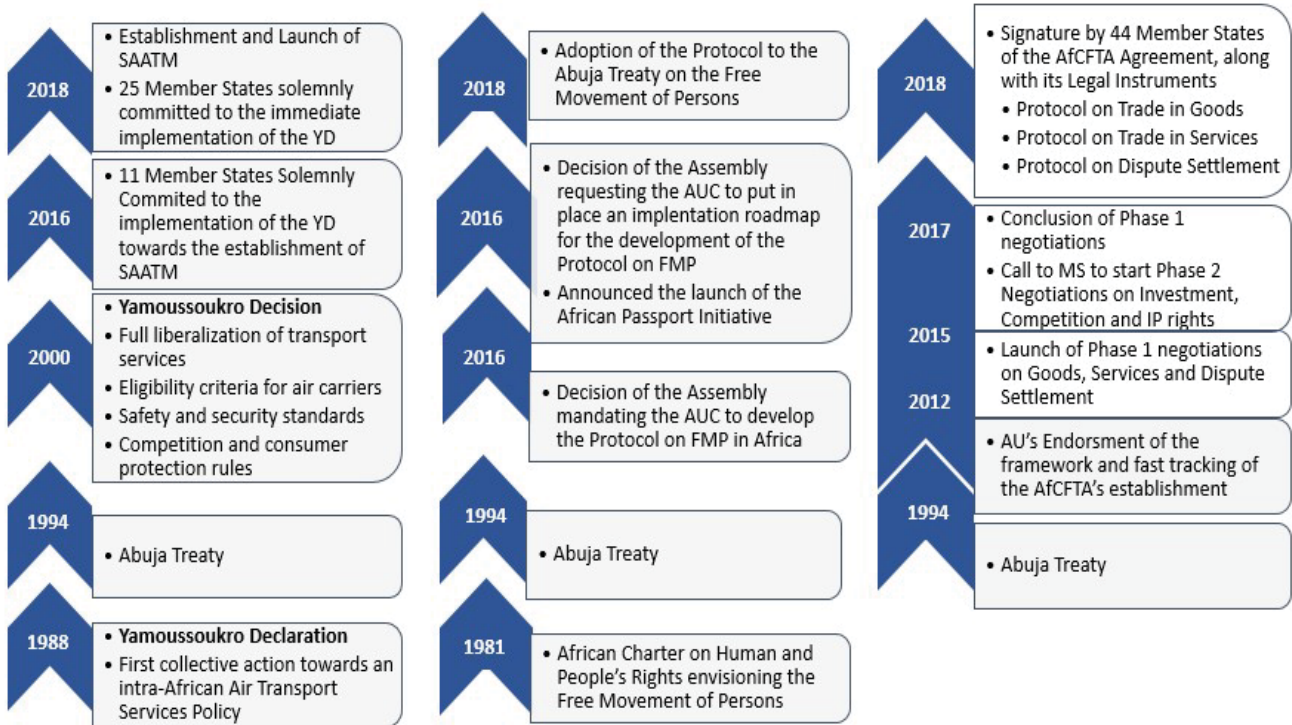 2018
• Establishment and Launch of
SAATM
• 25 Member States solemnly
committed to the immediate
implementation of the YD
2016
• 11 Member States Solemnly
Commited to the
implementation of the YD
towards the establishment of
SAATM
2000
Yamoussoukro Decision
• Full liberalization of transport
services
• Eligibility criteria for air carriers
• Safety and security standards
• Competition and consumer
protection rules
1994
• Abuja Treaty
1988
• Yamoussoukro Declaration
• First collective action towards an
intra-African Air Transport
Services Policy
2018
• Adoption of the Protocol to the
Abuja Treaty on the Free
Movement of Persons
2016
• Decision of the Assembly
requesting the AUC to put in
place an implentation roadmap
for the development of the
Protocol on FMP
• Announced the launch of the
African Passport Initiative
2016
• Decision of the Assembly
mandating the AUC to develop
the Protocol on FMP in Africa
1994
• Abuja Treaty
1981
• African Charter on Human and
People's Rights envisioning the
Free Movement of Persons
2018
• Signature by 44 Member States
of the AfCFTA Agreement, along
with its Legal Instruments
• Protocol on Trade in Goods
• Protocol on Trade in Services
• Protocol on Dispute Settlement
2017
• Conclusion of Phase 1
negotiations
• Call to MS to start Phase 2
Negotiations on Investment,
Competition and IP rights
2015
• Launch of Phase 1 negotiations
on Goods, Services and Dispute
Settlement
2012
• AU's Endorsment of the
framework and fast tracking of
the AfCFTA's establishment
1994
• Abuja Treaty